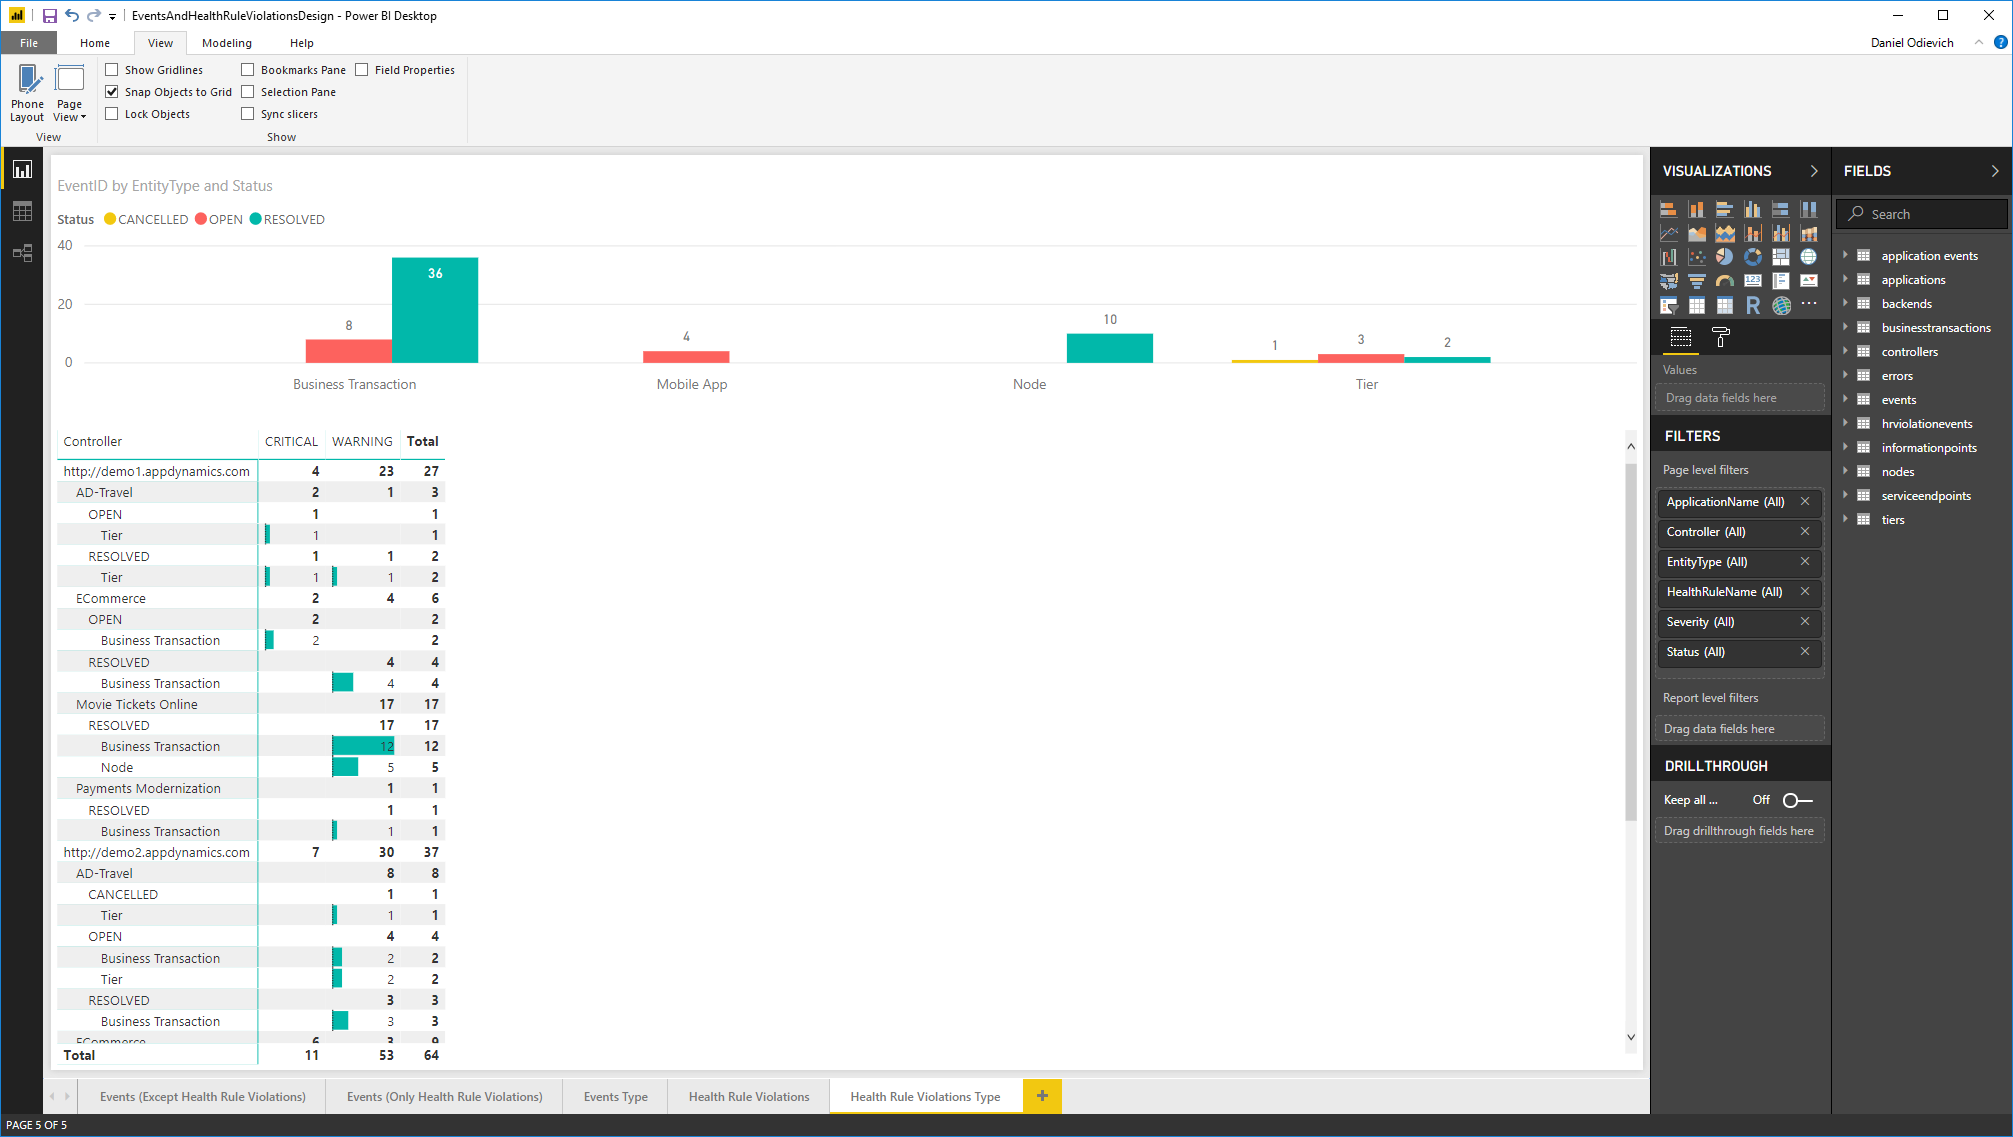 EventsAndHealthRuleViolationsDesign - Power BI Desktop
File Home View Modeling Help Daniel Odievich ?
Show Gridlines Bookmarks Pane Field Properties
Snap Objects to Grid Selection Pane
Lock Objects Sync slicers
Phone Layout Page View
View Show
EventID by EntityType and Status
Status CANCELLED OPEN RESOLVED
40
20
0
8 36 4 10 1 3 2
Business Transaction Mobile App Node Tier
Controller CRITICAL WARNING Total
http://demo1.appdynamics.com 4 23 27
AD-Travel 2 1 3
OPEN 1 1
Tier 1 1
RESOLVED 1 1 2
Tier 1 1 2
ECommerce 2 4 6
OPEN 2 2
Business Transaction 2 2
RESOLVED 4 4
Business Transaction 4 4
Movie Tickets Online 17 17
RESOLVED 17 17
Business Transaction 12 12
Node 5 5
Payments Modernization 1 1
RESOLVED 1 1
Business Transaction 1 1
http://demo2.appdynamics.com 7 30 37
AD-Travel 8 8
CANCELLED 1 1
Tier 1 1
OPEN 4 4
Business Transaction 2 2
Tier 2 2
RESOLVED 3 3
Business Transaction 3 3
ECommerce 6 3 9
Total 11 53 64
VISUALIZATIONS
123
R
Values
Drag data fields here
FILTERS
Page level filters
ApplicationName (All)
Controller (All)
EntityType (All)
HealthRuleName (All)
Severity (All)
Status (All)
Report level filters
Drag data fields here
DRILLTHROUGH
Keep all ... Off
Drag drillthrough fields here
FIELDS
Search
application events
applications
backends
businesstransactions
controllers
errors
events
hrviolationevents
informationpoints
nodes
serviceendpoints
tiers
Events (Except Health Rule Violations) Events (Only Health Rule Violations) Events Type Health Rule Violations Health Rule Violations Type +
PAGE 5 OF 5